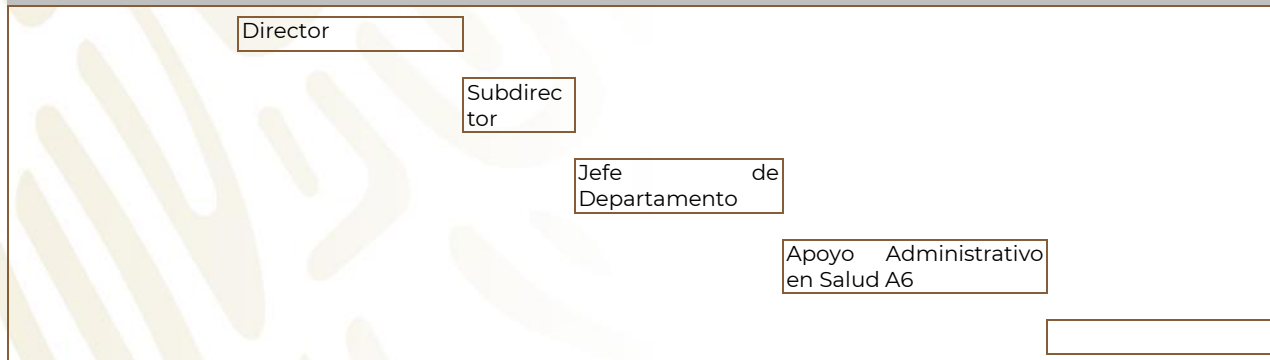 Director
Subdirec
tor
Jefe de
Departamento
Apoyo Administrativo
en Salud A6